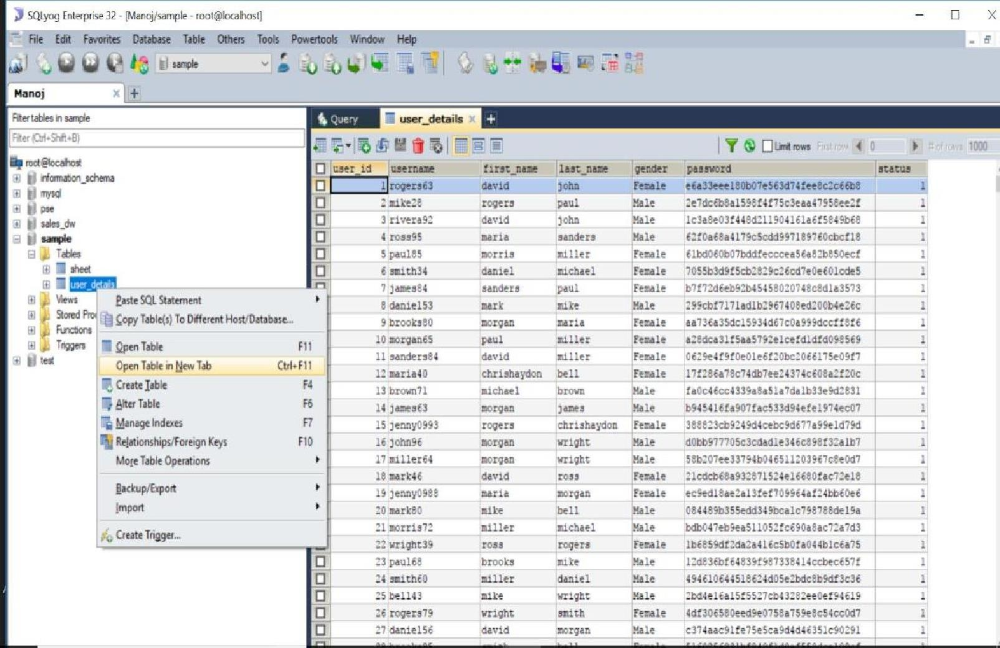 SQLyog Enterprise 32 - [Manoj/sample - root@localhost]
File Edit Favorites Database Table Others Tools Powertools Window Help
sample
Manoj
Filter tables in sample
Filter (Ctrl+Shift+B)
root@localhost
information_schema
mysql
pse
sales_dw
sample
Tables
sheet
user_details
Views
Stored Pro
Functions
Triggers
test
Paste SQL Statement
Copy Table(s) To Different Host/Database...
Open Table F11
Open Table in New Tab Ctrl+F11
Create Table F4
Alter Table F6
Manage Indexes F7
Relationships/Foreign Keys F10
More Table Operations
Backup/Export
Import
Create Trigger...
Query user_details
Limit rows First row 0 # of rows 1000
user_id username first_name last_name gender password status
1 rogers63 david john Female e6a33eee180b07e563d74fee8c2c66b8 1
2 mike28 rogers paul Male 2e7dc6b8a1598f4f75c3eaa47958ee2f 1
3 rivera92 david john Male 1c3a8e03f448d211904161a6f5849b68 1
4 ross95 maria sanders Male 62f0a68a4179c5cdd997189760cbcf18 1
5 paul85 morris miller Female 61bd060b07bddfecccea56a82b850ecf 1
6 smith34 daniel michael Female 7055b3d9f5cb2829c26cd7e0e601cde5 1
7 james84 sanders paul Female b7f72d6eb92b45458020748c8d1a3573 1
8 daniel53 mark mike Male 299cbf7171ad1b2967408ed200b4e26c 1
9 brooks80 morgan maria Female aa736a35dc15934d67c0a999dccff8f6 1
10 morgan65 paul miller Female a28dca31f5aa5792e1cefd1dfd098569 1
11 sanders84 david miller Female 0629e4f9f0e01e6f20bc2066175e09f7 1
12 maria40 chrishaydon bell Female 17f286a78c74db7ee24374c608a2f20c 1
13 brown71 michael brown Male fa0c46cc4339a8a51a7da1b33e9d2831 1
14 james63 morgan james Male b945416fa907fac533d94efe1974ec07 1
15 jenny0993 rogers chrishaydon Female 388823cb9249d4cebc9d677a99e1d79d 1
16 john96 morgan wright Male d0bb977705c3cdad1e346c898f32a1b7 1
17 miller64 morgan wright Male 58b207ee33794b046511203967c8e0d7 1
18 mark46 david ross Female 21cdcb68a932871524e16680fac72e18 1
19 jenny0988 maria morgan Female ec9ed18ae2a13fef709964af24bb60e6 1
20 mark80 mike bell Male 084489b355edd349bca1c798788de19a 1
21 morris72 miller michael Male bdb047eb9ea511052fc690a8ac72a7d3 1
22 wright39 ross rogers Female 1b6859df2da2a416c5b0fa044b1c6a75 1
23 paul68 brooks mike Male 12d836bf64839f987338414ccbec657f 1
24 smith60 miller daniel Male 494610644518624d05e2bdc8b9df3c36 1
25 bell43 mike wright Male 2bd4e16a15f5527cb43282ee0ef94619 1
26 rogers79 wright smith Female 4df306580eed9e0758a759e8c54cc0d7 1
27 daniel56 david morgan Male c374aac91fe75e5ca9d4d46351c90291 1